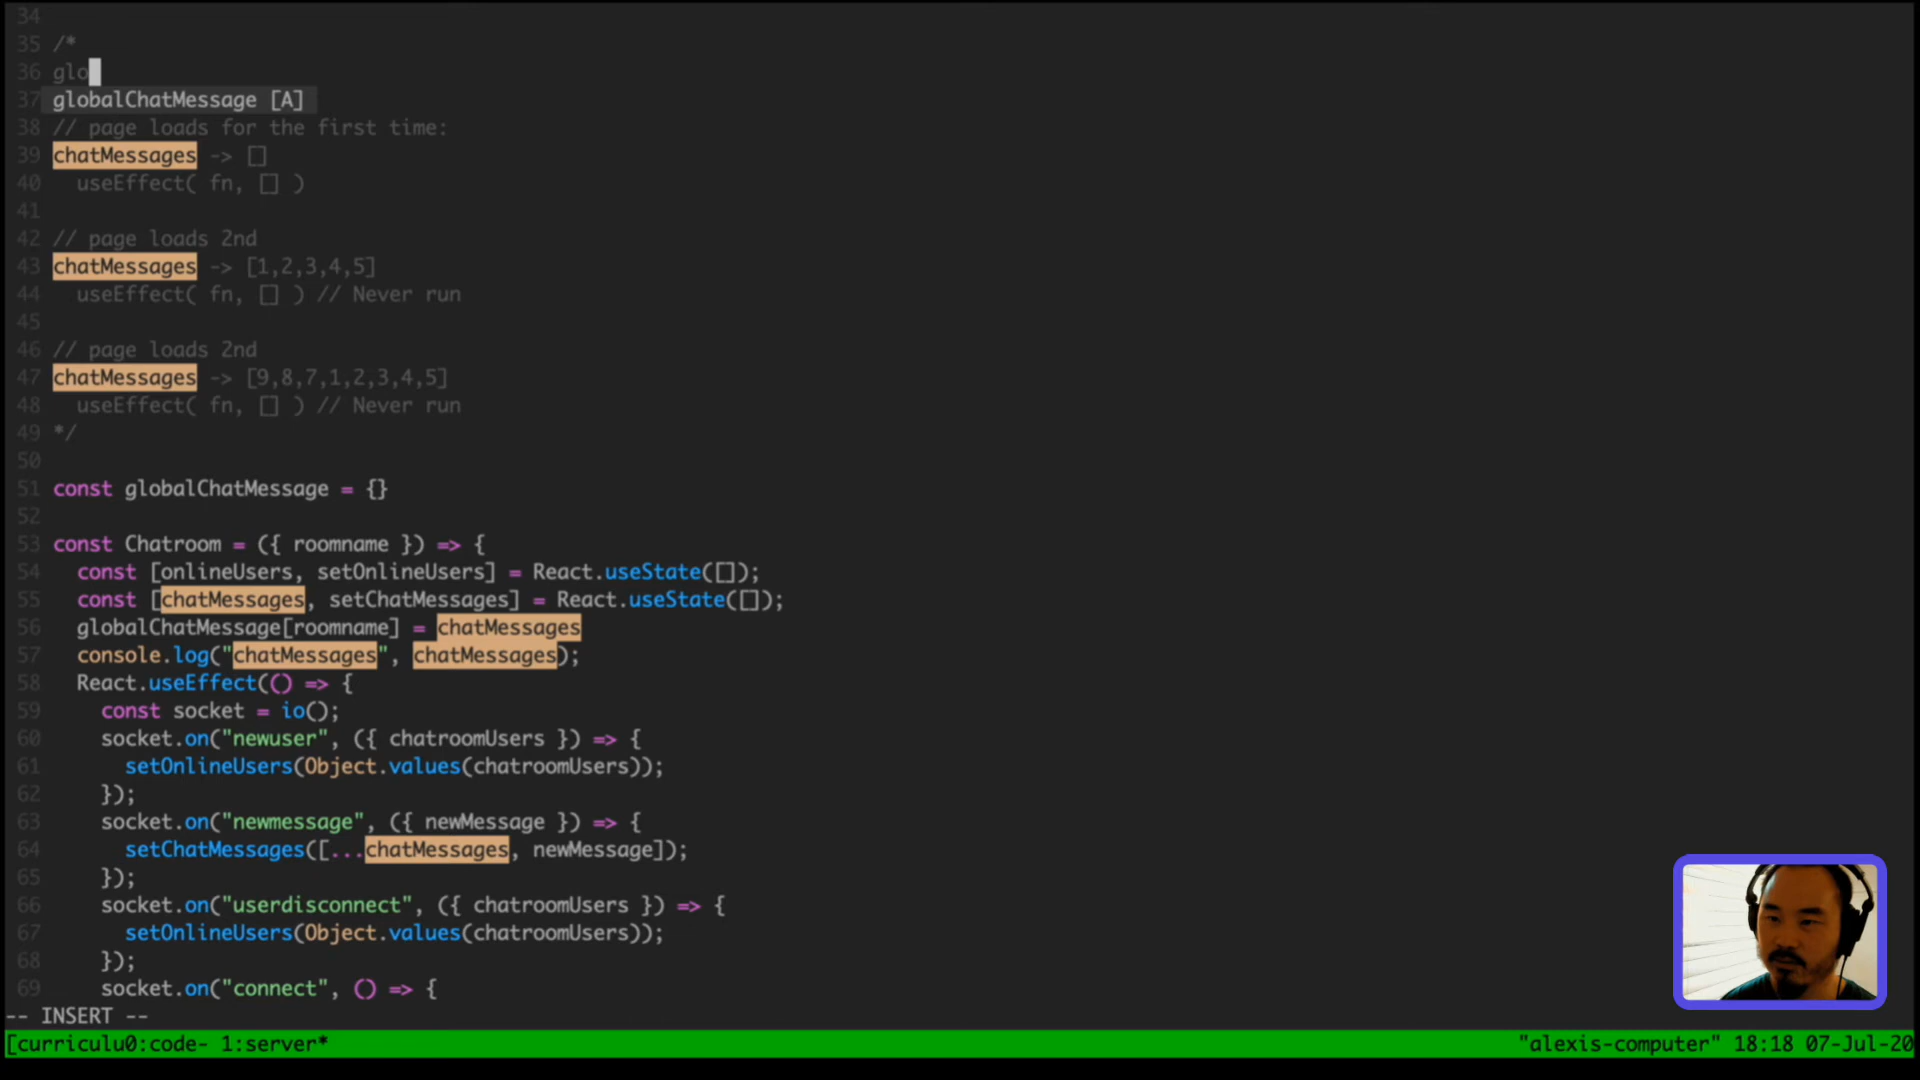 34
35 /*
36 glo
37 globalChatMessage [A]
38 // page loads for the first time:
39 chatMessages -> []
40   useEffect( fn, [] )
41
42 // page loads 2nd
43 chatMessages -> [1,2,3,4,5]
44   useEffect( fn, [] ) // Never run
45
46 // page loads 2nd
47 chatMessages -> [9,8,7,1,2,3,4,5]
48   useEffect( fn, [] ) // Never run
49 */
50
51 const globalChatMessage = {}
52
53 const Chatroom = ({ roomname }) => {
54   const [onlineUsers, setOnlineUsers] = React.useState([]);
55   const [chatMessages, setChatMessages] = React.useState([]);
56   globalChatMessage[roomname] = chatMessages
57   console.log("chatMessages", chatMessages);
58   React.useEffect(() => {
59     const socket = io();
60     socket.on("newuser", ({ chatroomUsers }) => {
61       setOnlineUsers(Object.values(chatroomUsers));
62     });
63     socket.on("newmessage", ({ newMessage }) => {
64       setChatMessages([...chatMessages, newMessage]);
65     });
66     socket.on("userdisconnect", ({ chatroomUsers }) => {
67       setOnlineUsers(Object.values(chatroomUsers));
68     });
69     socket.on("connect", () => {
-- INSERT --
[curriculu0:code- 1:server* "alexis-computer" 18:18 07-Jul-20